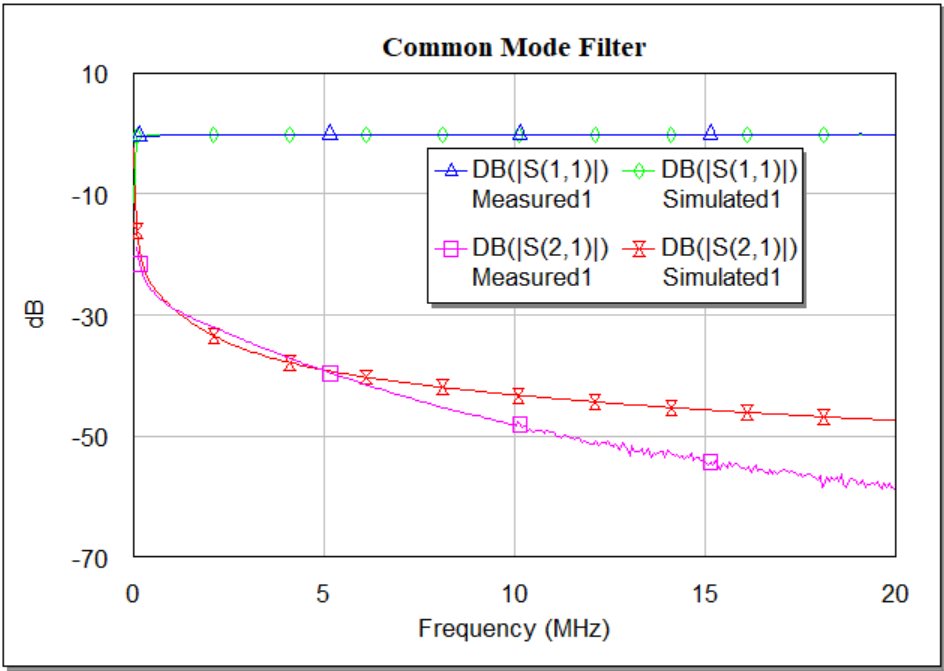 Common Mode Filter
10
-10
-30
-50
-70
dB
DB(|S(1,1)|)
Measured1
DB(|S(1,1)|)
Simulated1
DB(|S(2,1)|)
Measured1
DB(|S(2,1)|)
Simulated1
0
5
10
15
20
Frequency (MHz)